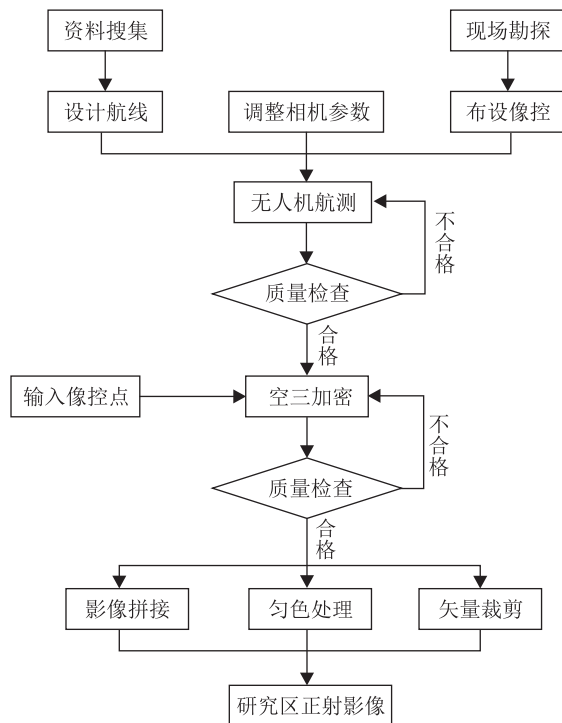 资料搜集
现场勘探
设计航线
调整相机参数
布设像控
无人机航测
不合格
质量检查
合格
输入像控点
空三加密
不合格
质量检查
合格
影像拼接
匀色处理
矢量裁剪
研究区正射影像